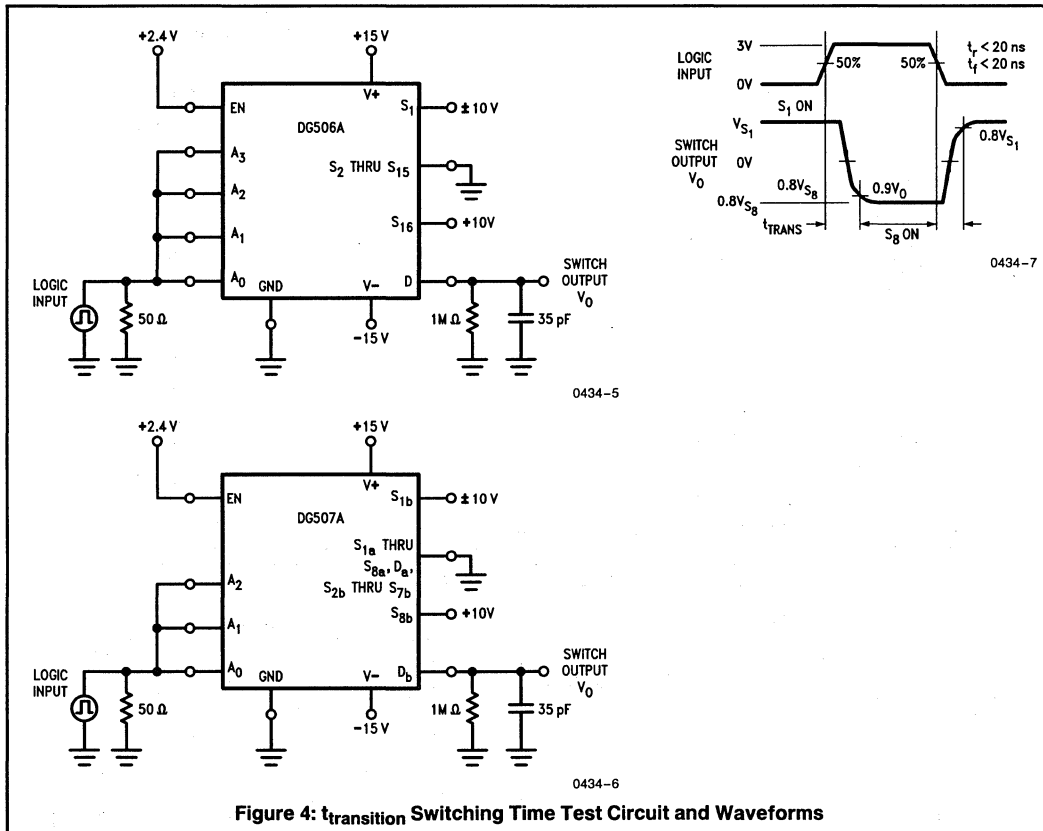 +2.4 V
+15 V
V+
EN
S1
± 10 V
DG506A
A3
S2 THRU S15
A2
S16
+10V
A1
LOGIC
INPUT
A0
GND
V−
D
SWITCH
OUTPUT
VO
50 Ω
1M Ω
35 pF
−15 V
0434–5
LOGIC
INPUT
3V
0V
50%
50%
tr < 20 ns
tf < 20 ns
S1 ON
VS1
SWITCH
OUTPUT
VO
0V
0.8VS1
0.8VS8
0.9VO
0.8VS8
tTRANS
S8 ON
0434–7
+2.4 V
+15 V
V+
EN
S1b
± 10 V
DG507A
S1a THRU
S8a, Da,
S2b THRU S7b
A2
S8b
+10V
A1
LOGIC
INPUT
A0
GND
V−
Db
SWITCH
OUTPUT
VO
50 Ω
1M Ω
35 pF
−15 V
0434–6
Figure 4: ttransition Switching Time Test Circuit and Waveforms